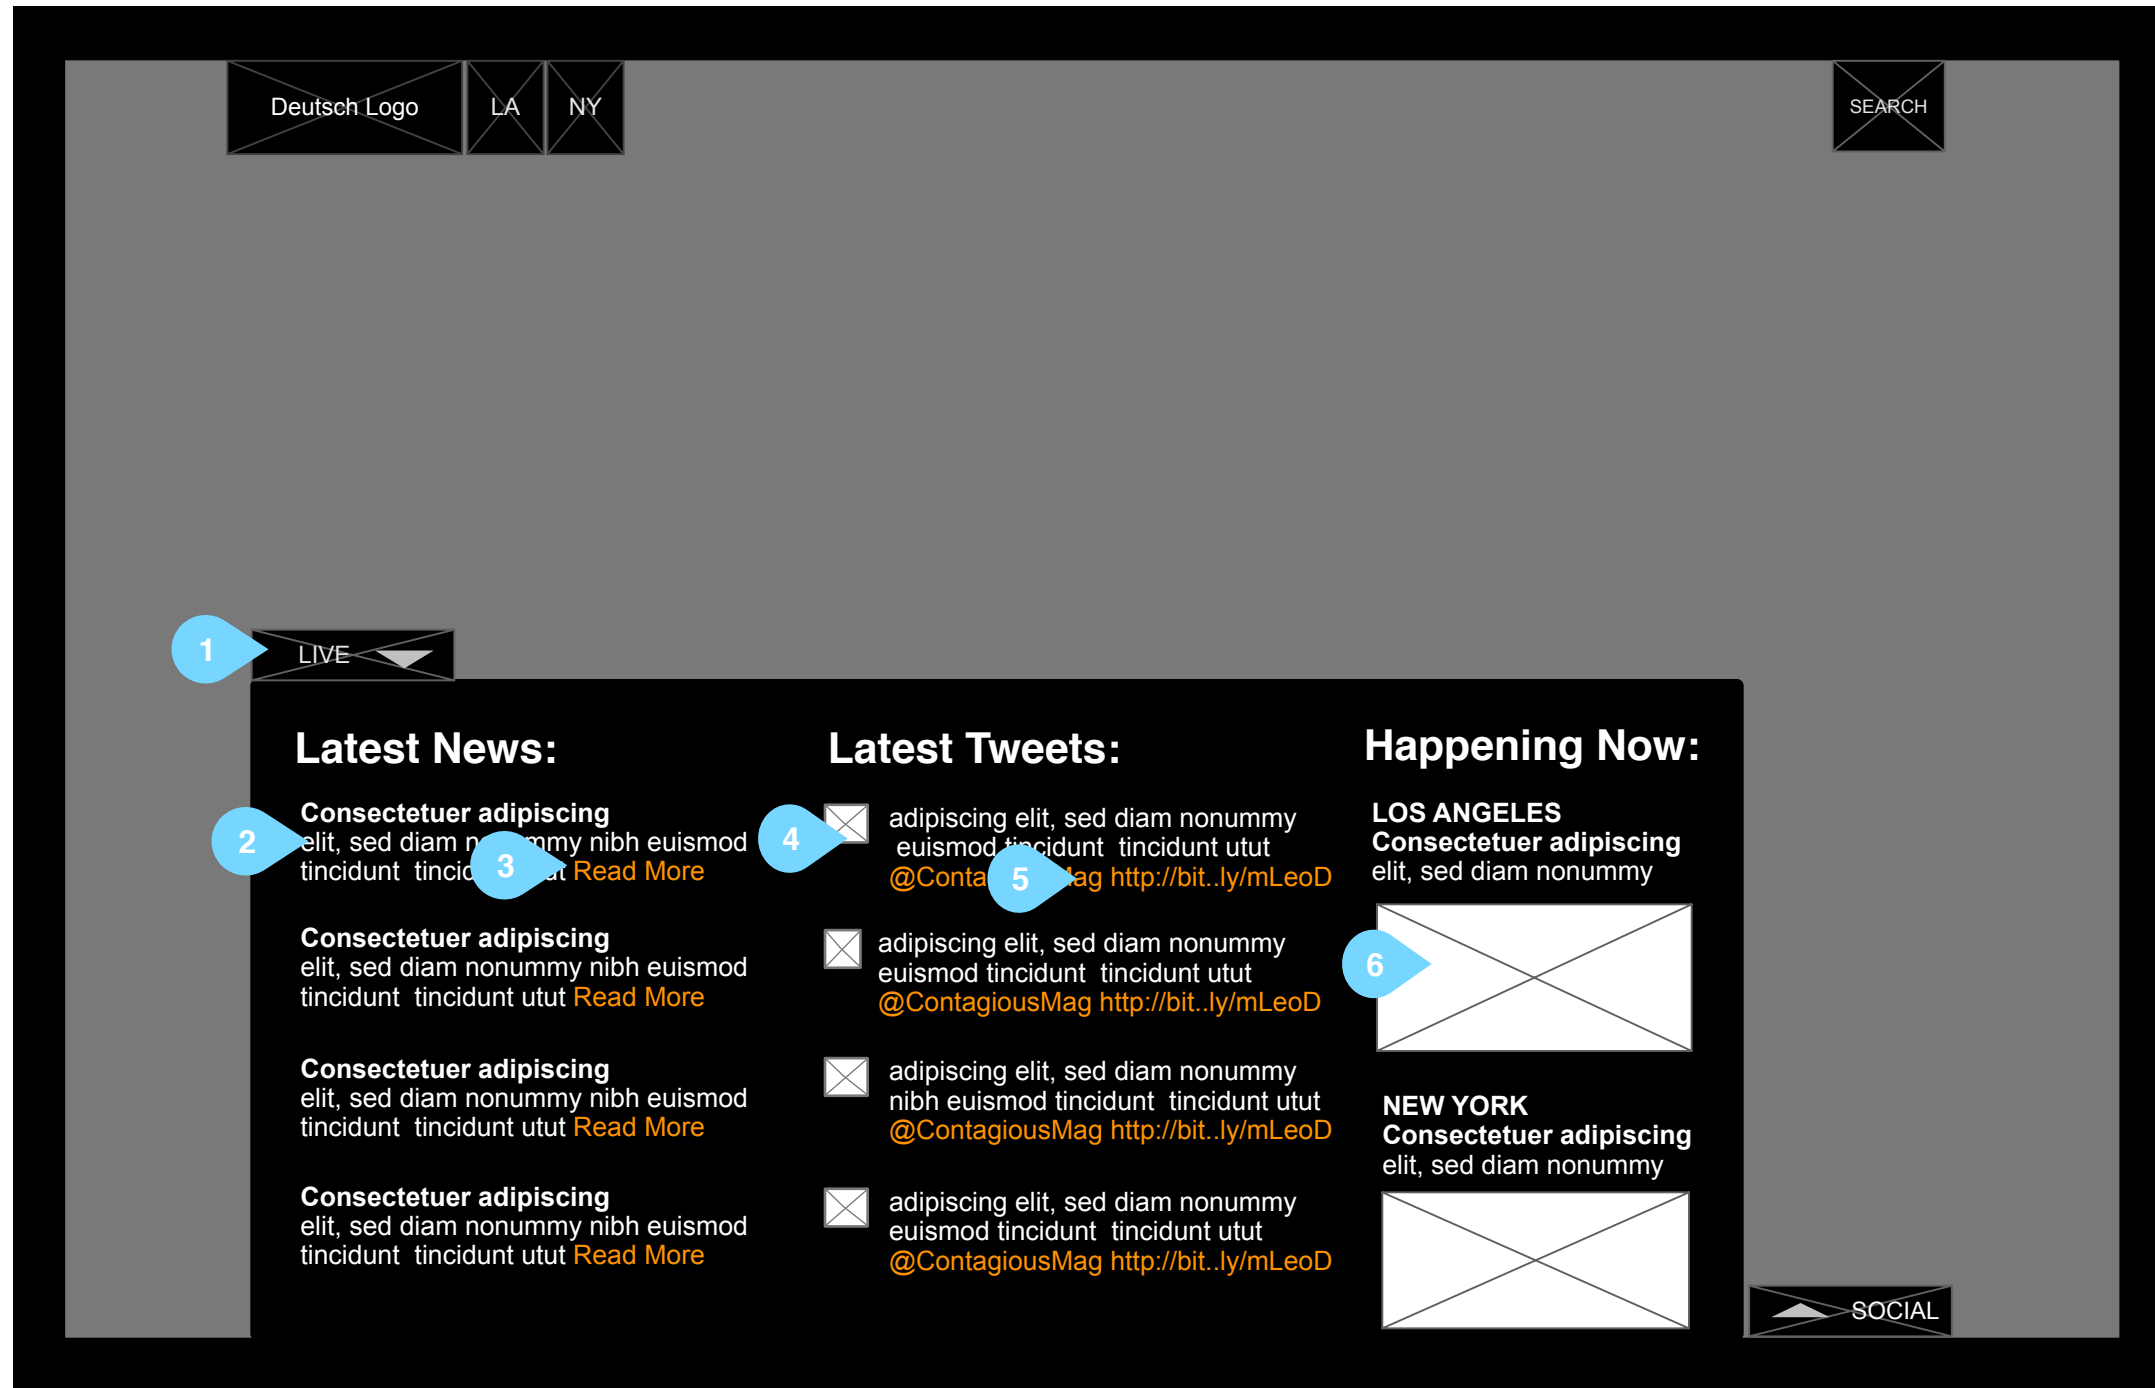 Deutsch Logo
LA
NY
SEARCH
1
LIVE
Latest News:
Consectetuer adipiscing
elit, sed diam nonummy nibh euismod
tincidunt tincidunt utut Read More
2
3
Consectetuer adipiscing
elit, sed diam nonummy nibh euismod
tincidunt tincidunt utut Read More
Consectetuer adipiscing
elit, sed diam nonummy nibh euismod
tincidunt tincidunt utut Read More
Consectetuer adipiscing
elit, sed diam nonummy nibh euismod
tincidunt tincidunt utut Read More
Latest Tweets:
4
adipiscing elit, sed diam nonummy
euismod tincidunt tincidunt utut
@ContagiousMag http://bit..ly/mLeoD
5
adipiscing elit, sed diam nonummy
euismod tincidunt tincidunt utut
@ContagiousMag http://bit..ly/mLeoD
adipiscing elit, sed diam nonummy
nibh euismod tincidunt tincidunt utut
@ContagiousMag http://bit..ly/mLeoD
adipiscing elit, sed diam nonummy
euismod tincidunt tincidunt utut
@ContagiousMag http://bit..ly/mLeoD
Happening Now:
LOS ANGELES
Consectetuer adipiscing
elit, sed diam nonummy
6
NEW YORK
Consectetuer adipiscing
elit, sed diam nonummy
SOCIAL